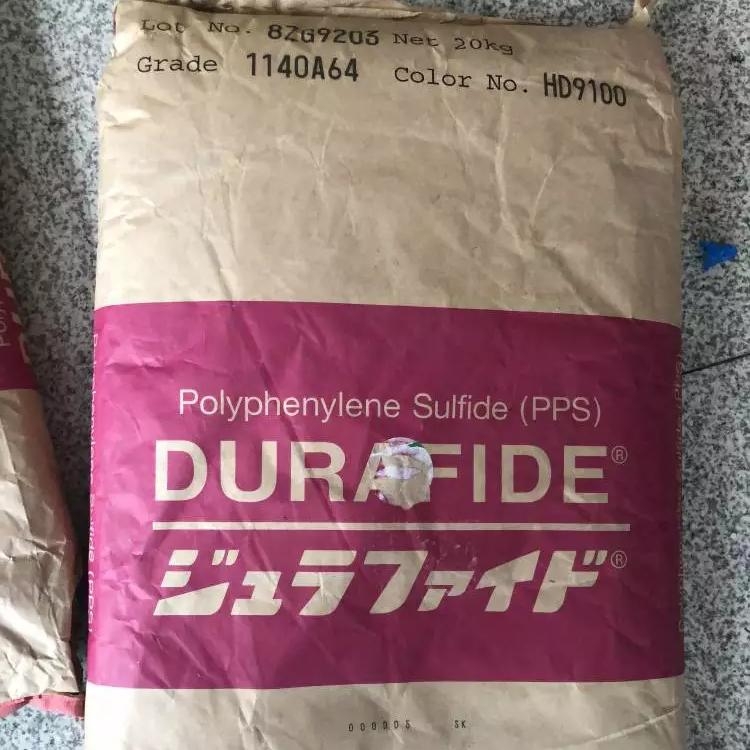 Lot No. 8ZG9203 Net 20kg
Grade 1140A64 Color No. HD9100
Polyphenylene Sulfide (PPS)
DURAFIDE®
ジュラファイド®
000005 SK